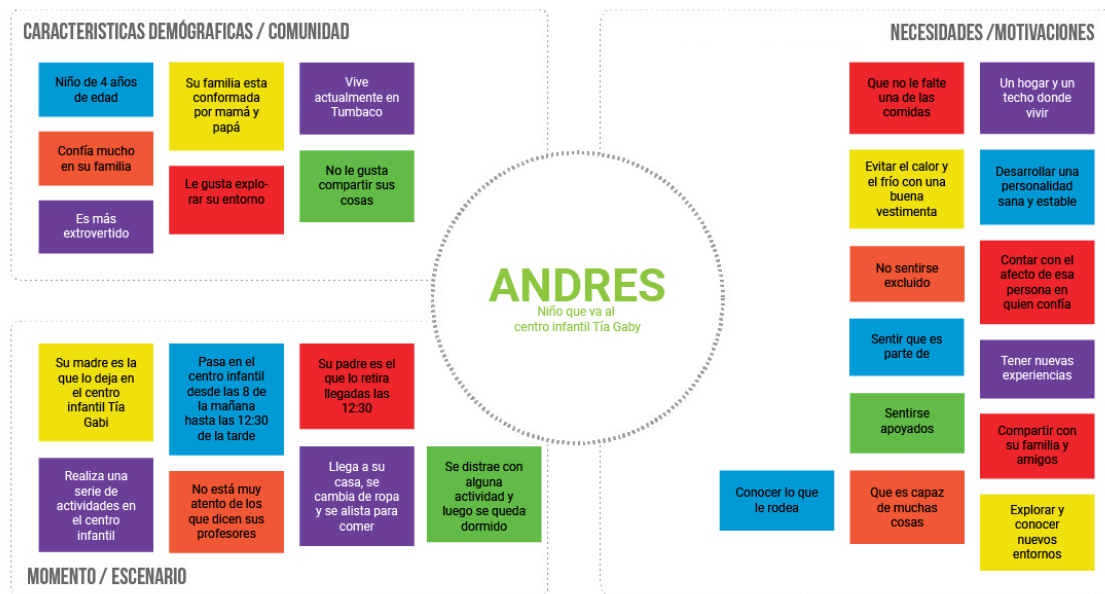 CARACTERISTICAS DEMÓGRAFICAS / COMUNIDAD
Niño de 4 años
de edad
Su familia esta
conformada
por mamá y
papá
Vive
actualmente en
Tumbaco
Confía mucho
en su familia
Le gusta explo-
rar su entorno
No le gusta
compartir sus
cosas
Es más
extrovertido
NECESIDADES /MOTIVACIONES
Que no le falte
una de las
comidas
Un hogar y un
techo donde
vivir
Evitar el calor y
el frío con una
buena
vestimenta
Desarrollar una
personalidad
sana y estable
No sentirse
excluido
Contar con el
afecto de esa
persona en
quien confía
Sentir que es
parte de
Tener nuevas
experiencias
Sentirse
apoyados
Compartir con
su familia y
amigos
Conocer lo que
le rodea
Que es capaz
de muchas
cosas
Explorar y
conocer
nuevos
entornos
ANDRES
Niño que va al
centro infantil Tía Gaby
Su madre es la
que lo deja en
el centro
infantil Tía
Gabi
Pasa en el
centro infantil
desde las 8 de
la mañana
hasta las 12:30
de la tarde
Su padre es el
que lo retira
llegadas las
12:30
Realiza una
serie de
actividades en
el centro
infantil
No está muy
atento de los
que dicen sus
profesores
Llega a su
casa, se
cambia de ropa
y se alista para
comer
Se distrae con
alguna
actividad y
luego se queda
dormido
MOMENTO / ESCENARIO